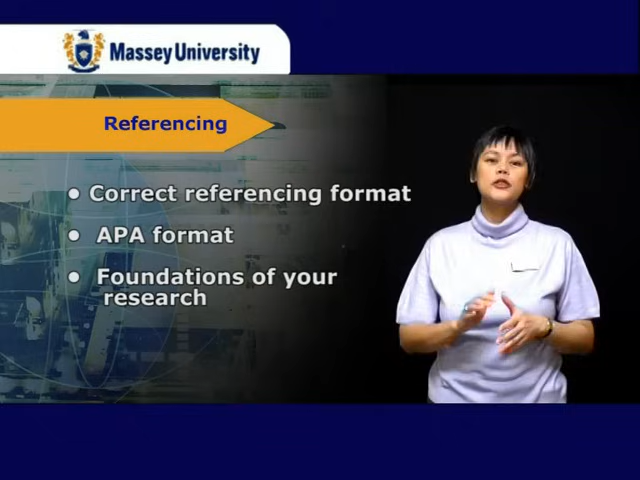 Massey University
Referencing
● Correct referencing format
● APA format
● Foundations of your
research